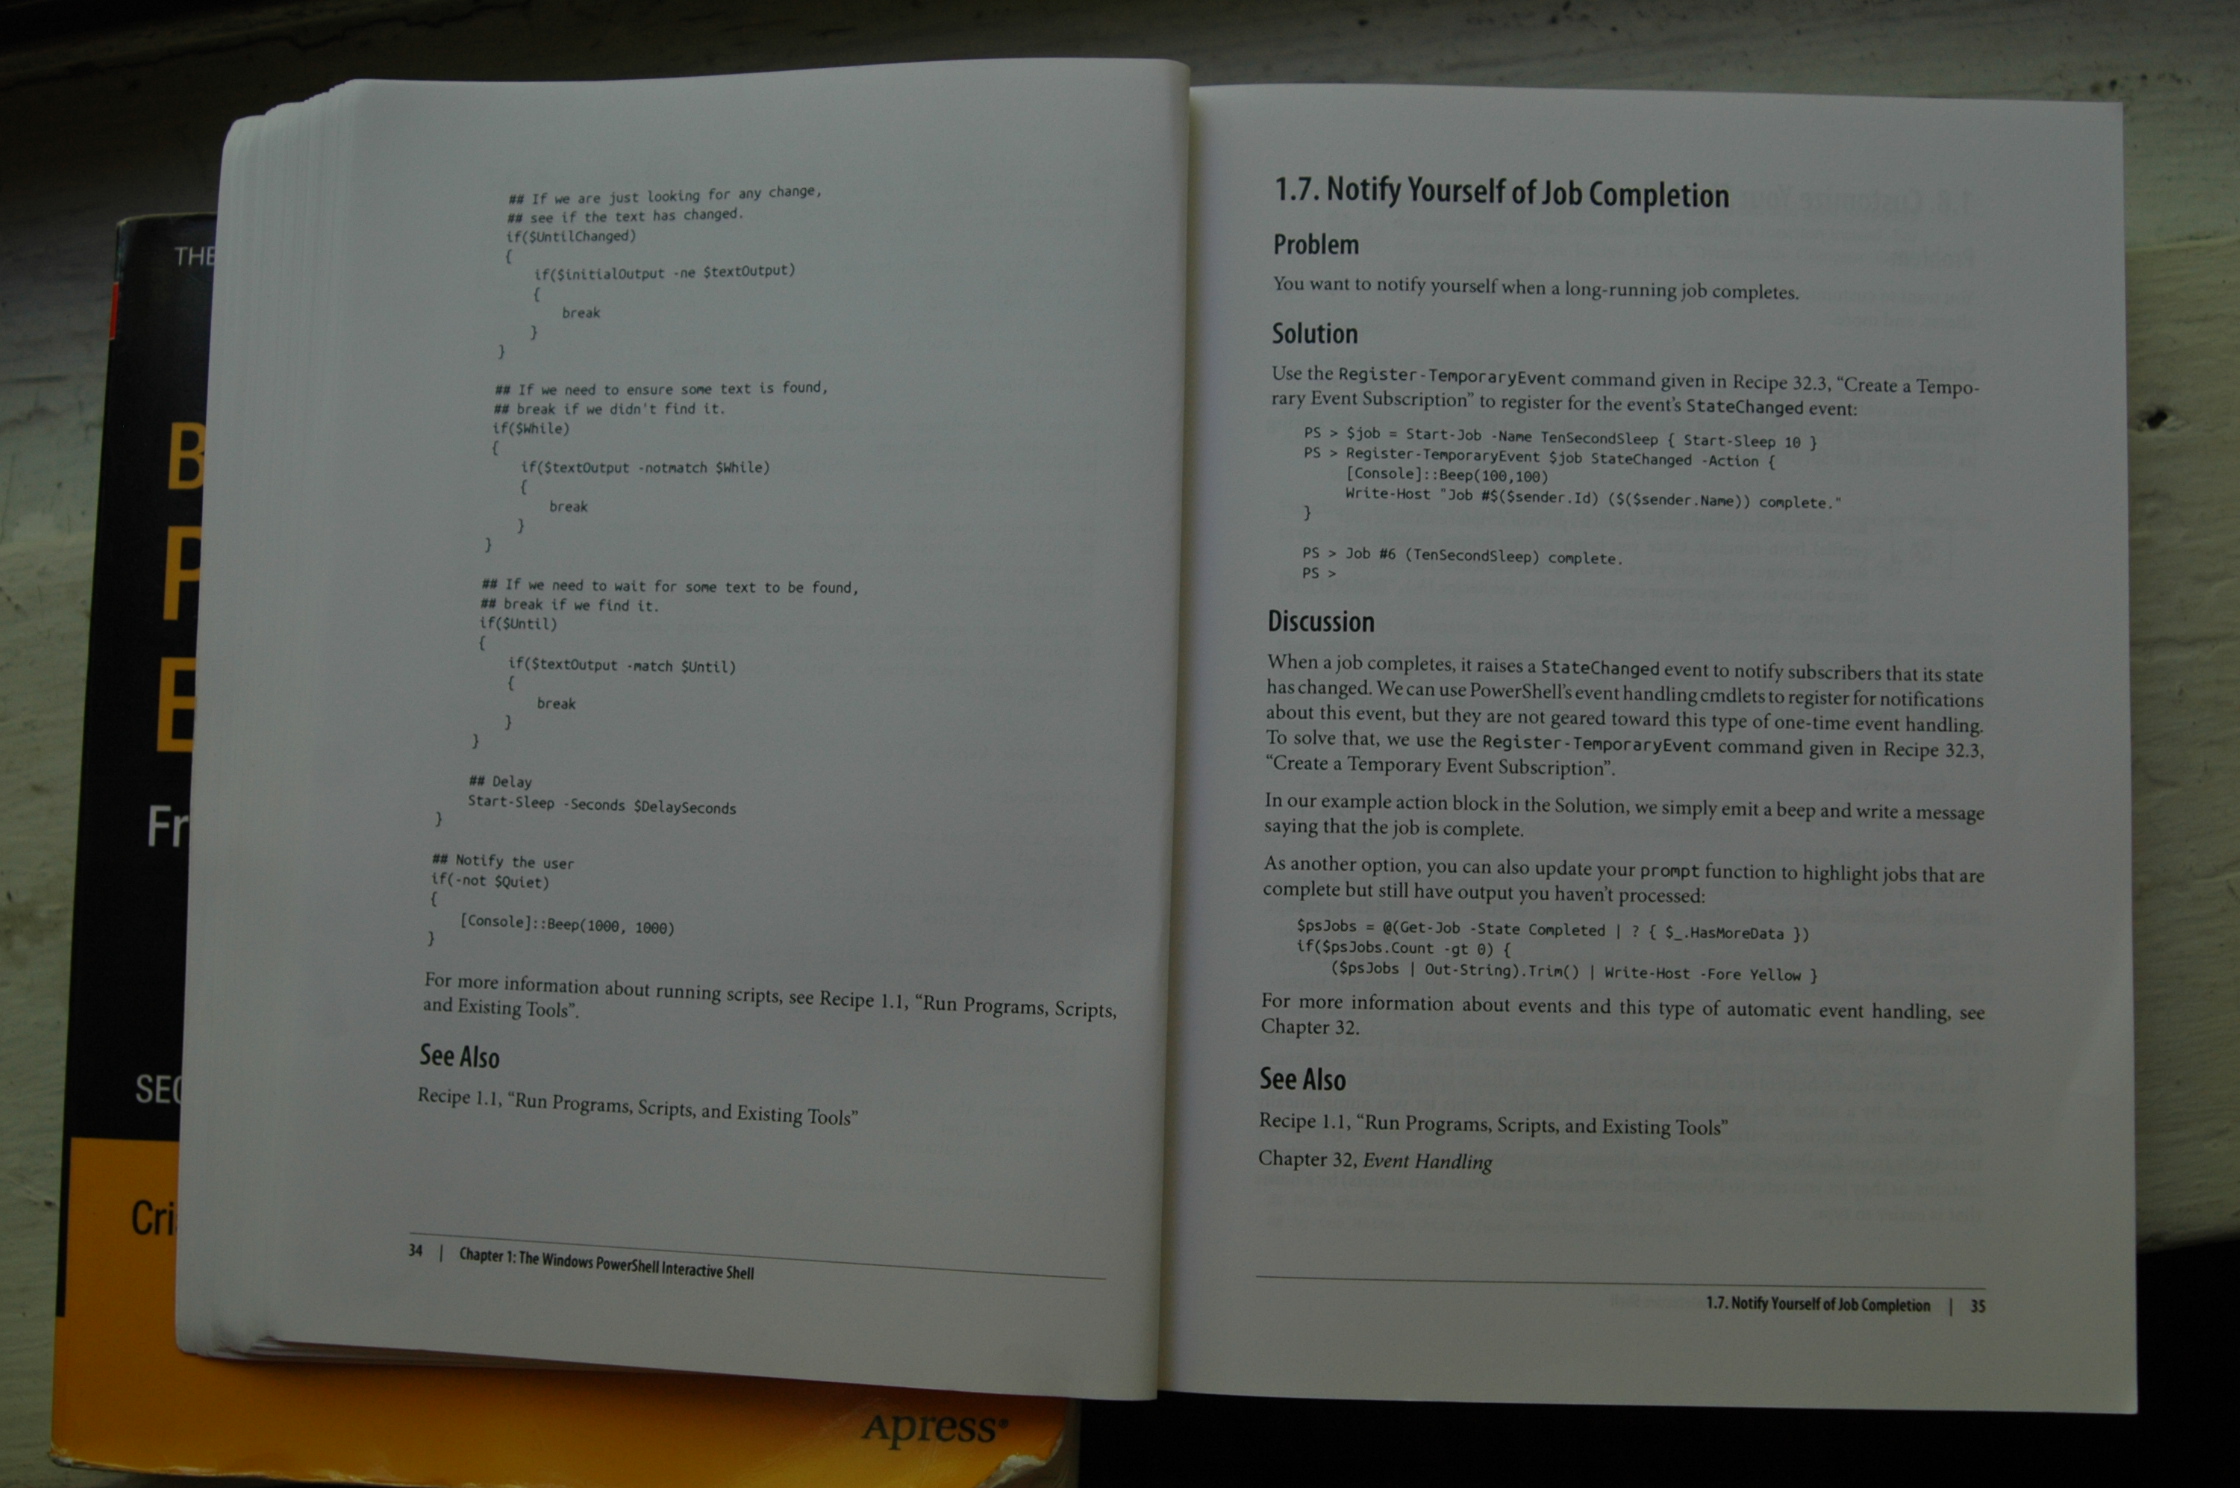 THE
B
P
E
Fr
SEC
Cri
Apress®
## If we are just looking for any change,
## see if the text has changed.
if($UntilChanged)
{
if($initialOutput -ne $textOutput)
{
break
}
}
## If we need to ensure some text is found,
## break if we didn't find it.
if($While)
{
if($textOutput -notmatch $While)
{
break
}
}
## If we need to wait for some text to be found,
## break if we find it.
if($Until)
{
if($textOutput -match $Until)
{
break
}
}
## Delay
Start-Sleep -Seconds $DelaySeconds
}
## Notify the user
if(-not $Quiet)
{
[Console]::Beep(1000, 1000)
}
For more information about running scripts, see Recipe 1.1, “Run Programs, Scripts,
and Existing Tools”.
See Also
Recipe 1.1, “Run Programs, Scripts, and Existing Tools”
34 | Chapter 1: The Windows PowerShell Interactive Shell
1.7. Notify Yourself of Job Completion
Problem
You want to notify yourself when a long-running job completes.
Solution
Use the Register-TemporaryEvent command given in Recipe 32.3, “Create a Tempo-
rary Event Subscription” to register for the event’s StateChanged event:
PS > $job = Start-Job -Name TenSecondSleep { Start-Sleep 10 }
PS > Register-TemporaryEvent $job StateChanged -Action {
[Console]::Beep(100,100)
Write-Host "Job #$($sender.Id) ($($sender.Name)) complete."
}
PS > Job #6 (TenSecondSleep) complete.
PS >
Discussion
When a job completes, it raises a StateChanged event to notify subscribers that its state
has changed. We can use PowerShell’s event handling cmdlets to register for notifications
about this event, but they are not geared toward this type of one-time event handling.
To solve that, we use the Register-TemporaryEvent command given in Recipe 32.3,
“Create a Temporary Event Subscription”.
In our example action block in the Solution, we simply emit a beep and write a message
saying that the job is complete.
As another option, you can also update your prompt function to highlight jobs that are
complete but still have output you haven’t processed:
$psJobs = @(Get-Job -State Completed | ? { $_.HasMoreData })
if($psJobs.Count -gt 0) {
($psJobs | Out-String).Trim() | Write-Host -Fore Yellow }
For more information about events and this type of automatic event handling, see
Chapter 32.
See Also
Recipe 1.1, “Run Programs, Scripts, and Existing Tools”
Chapter 32, Event Handling
1.7. Notify Yourself of Job Completion | 35